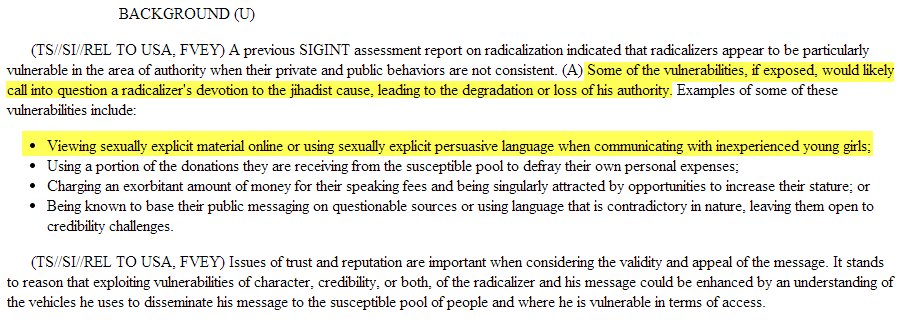 BACKGROUND (U)
(TS//SI//REL TO USA, FVEY) A previous SIGINT assessment report on radicalization indicated that radicalizers appear to be particularly
vulnerable in the area of authority when their private and public behaviors are not consistent. (A) Some of the vulnerabilities, if exposed, would likely
call into question a radicalizer's devotion to the jihadist cause, leading to the degradation or loss of his authority. Examples of some of these
vulnerabilities include:
• Viewing sexually explicit material online or using sexually explicit persuasive language when communicating with inexperienced young girls;
• Using a portion of the donations they are receiving from the susceptible pool to defray their own personal expenses;
• Charging an exorbitant amount of money for their speaking fees and being singularly attracted by opportunities to increase their stature; or
• Being known to base their public messaging on questionable sources or using language that is contradictory in nature, leaving them open to
credibility challenges.
(TS//SI//REL TO USA, FVEY) Issues of trust and reputation are important when considering the validity and appeal of the message. It stands
to reason that exploiting vulnerabilities of character, credibility, or both, of the radicalizer and his message could be enhanced by an understanding of
the vehicles he uses to disseminate his message to the susceptible pool of people and where he is vulnerable in terms of access.